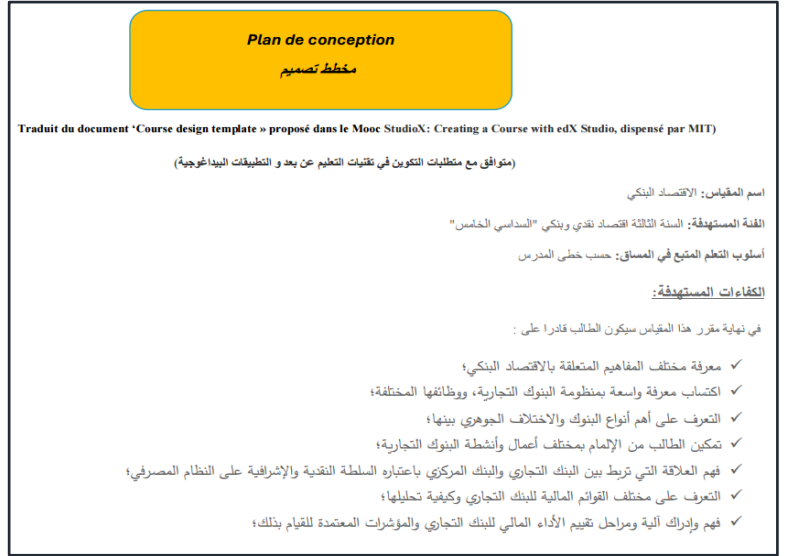 Plan de conception
مخطط تصميم
Traduit du document ‘Course design template » proposé dans le Mooc StudioX: Creating a Course with edX Studio, dispensé par MIT)
(متوافق مع متطلبات التكوين في تقنيات التعليم عن بعد و التطبيقات البيداغوجية)
اسم المقياس: الاقتصاد البنكي
الفئة المستهدفة: السنة الثالثة اقتصاد نقدي وبنكي "السداسي الخامس"
أسلوب التعلم المتبع في المساق: حسب خطى المدرس
الكفاءات المستهدفة:
في نهاية مقرر هذا المقياس سيكون الطالب قادرا على :
✓ معرفة مختلف المفاهيم المتعلقة بالاقتصاد البنكي؛
✓ اكتساب معرفة واسعة بمنظومة البنوك التجارية، ووظائفها المختلفة؛
✓ التعرف على أهم أنواع البنوك والاختلاف الجوهري بينها؛
✓ تمكين الطالب من الإلمام بمختلف أعمال وأنشطة البنوك التجارية؛
✓ فهم العلاقة التي تربط بين البنك التجاري والبنك المركزي باعتباره السلطة النقدية والإشرافية على النظام المصرفي؛
✓ التعرف على مختلف القوائم المالية للبنك التجاري وكيفية تحليلها؛
✓ فهم وإدراك آلية ومراحل تقييم الأداء المالي للبنك التجاري والمؤشرات المعتمدة للقيام بذلك؛